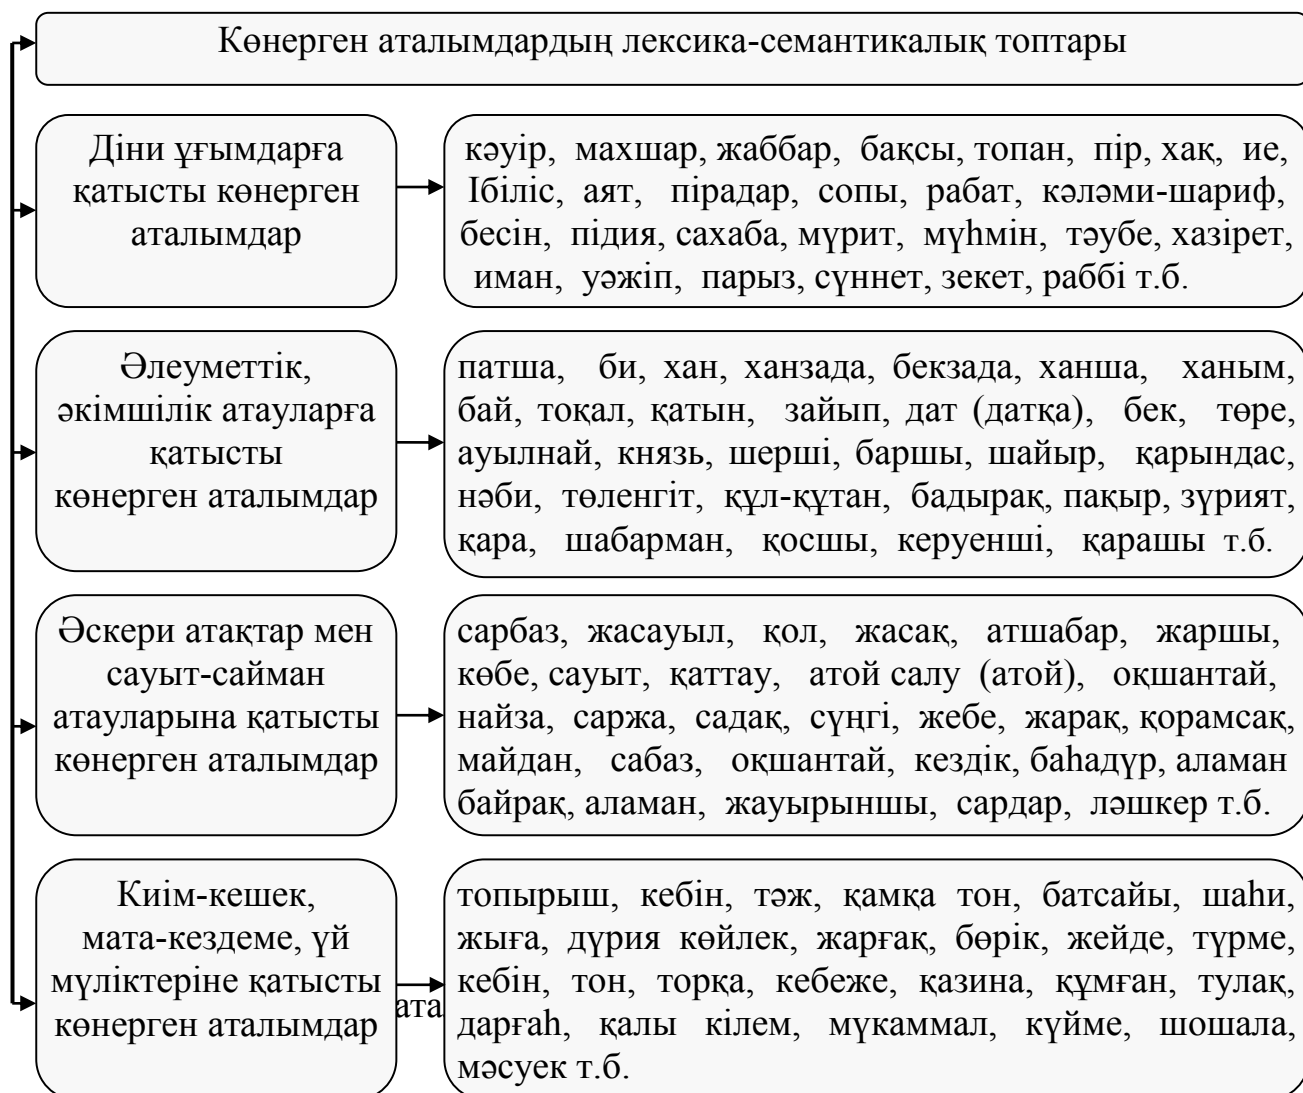 Көнерген аталымдардың лексика-семантикалық топтары
Діни ұғымдарға
қатысты көнерген
аталымдар
кәуір, махшар, жаббар, бақсы, топан, пір, хақ, ие,
Ібіліс, аят, пірадар, сопы, рабат, кәләми-шариф,
бесін, підия, сахаба, мүрит, мүһмін, тәубе, хазірет,
иман, уәжіп, парыз, сүннет, зекет, раббі т.б.
Әлеуметтік,
әкімшілік атауларға
қатысты
көнерген аталымдар
патша, би, хан, ханзада, бекзада, ханша, ханым,
бай, тоқал, қатын, зайып, дат (датқа), бек, төре,
ауылнай, князь, шерші, баршы, шайыр, қарындас,
нәби, төленгіт, құл-құтан, бадырақ, пақыр, зүрият,
қара, шабарман, қосшы, керуенші, қарашы т.б.
Әскери атақтар мен
сауыт-сайман
атауларына қатысты
көнерген аталымдар
сарбаз, жасауыл, қол, жасақ, атшабар, жаршы,
көбе, сауыт, қаттау, атой салу (атой), оқшантай,
найза, саржа, садақ, сүңгі, жебе, жарақ, қорамсақ,
майдан, сабаз, оқшантай, кездік, баһадүр, аламан
байрақ, аламан, жауырыншы, сардар, ләшкер т.б.
Киім-кешек,
мата-кездеме, үй
мүліктеріне қатысты
көнерген аталымдар
ата
топырыш, кебін, тәж, қамқа тон, батсайы, шаһи,
жыға, дүрия көйлек, жарғақ, бөрік, жейде, түрме,
кебін, тон, торқа, кебеже, қазина, құмған, тулақ,
дарғаһ, қалы кілем, мүкаммал, күйме, шошала,
мәсуек т.б.